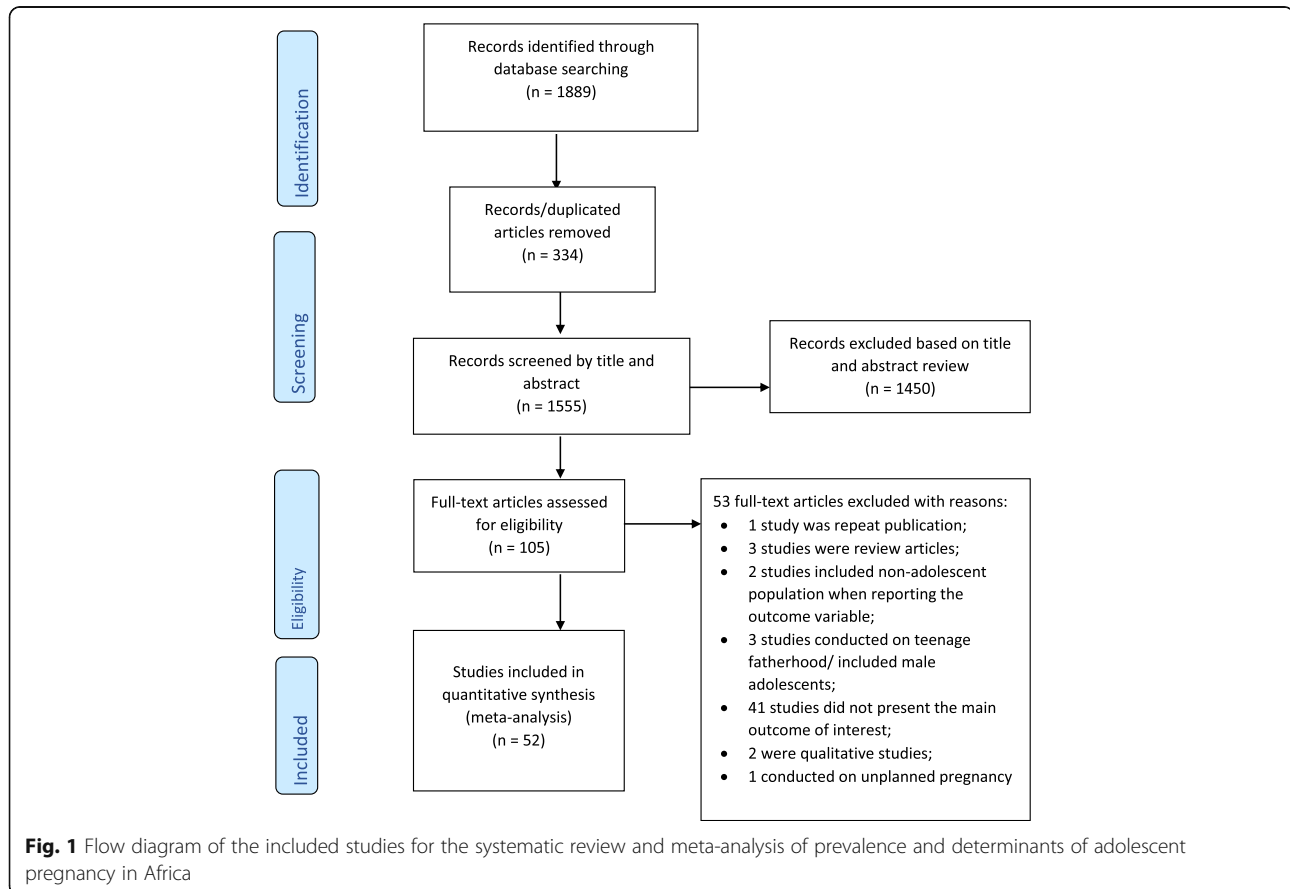 Identification
Records identified through
database searching
(n = 1889)
Records/duplicated
articles removed
(n = 334)
Screening
Records screened by title and
abstract
(n = 1555)
Records excluded based on title
and abstract review
(n = 1450)
Eligibility
Full-text articles assessed
for eligibility
(n = 105)
53 full-text articles excluded with reasons:
• 1 study was repeat publication;
• 3 studies were review articles;
• 2 studies included non-adolescent
population when reporting the
outcome variable;
• 3 studies conducted on teenage
fatherhood/ included male
adolescents;
• 41 studies did not present the main
outcome of interest;
• 2 were qualitative studies;
• 1 conducted on unplanned pregnancy
Included
Studies included in
quantitative synthesis
(meta-analysis)
(n = 52)
Fig. 1 Flow diagram of the included studies for the systematic review and meta-analysis of prevalence and determinants of adolescent
pregnancy in Africa